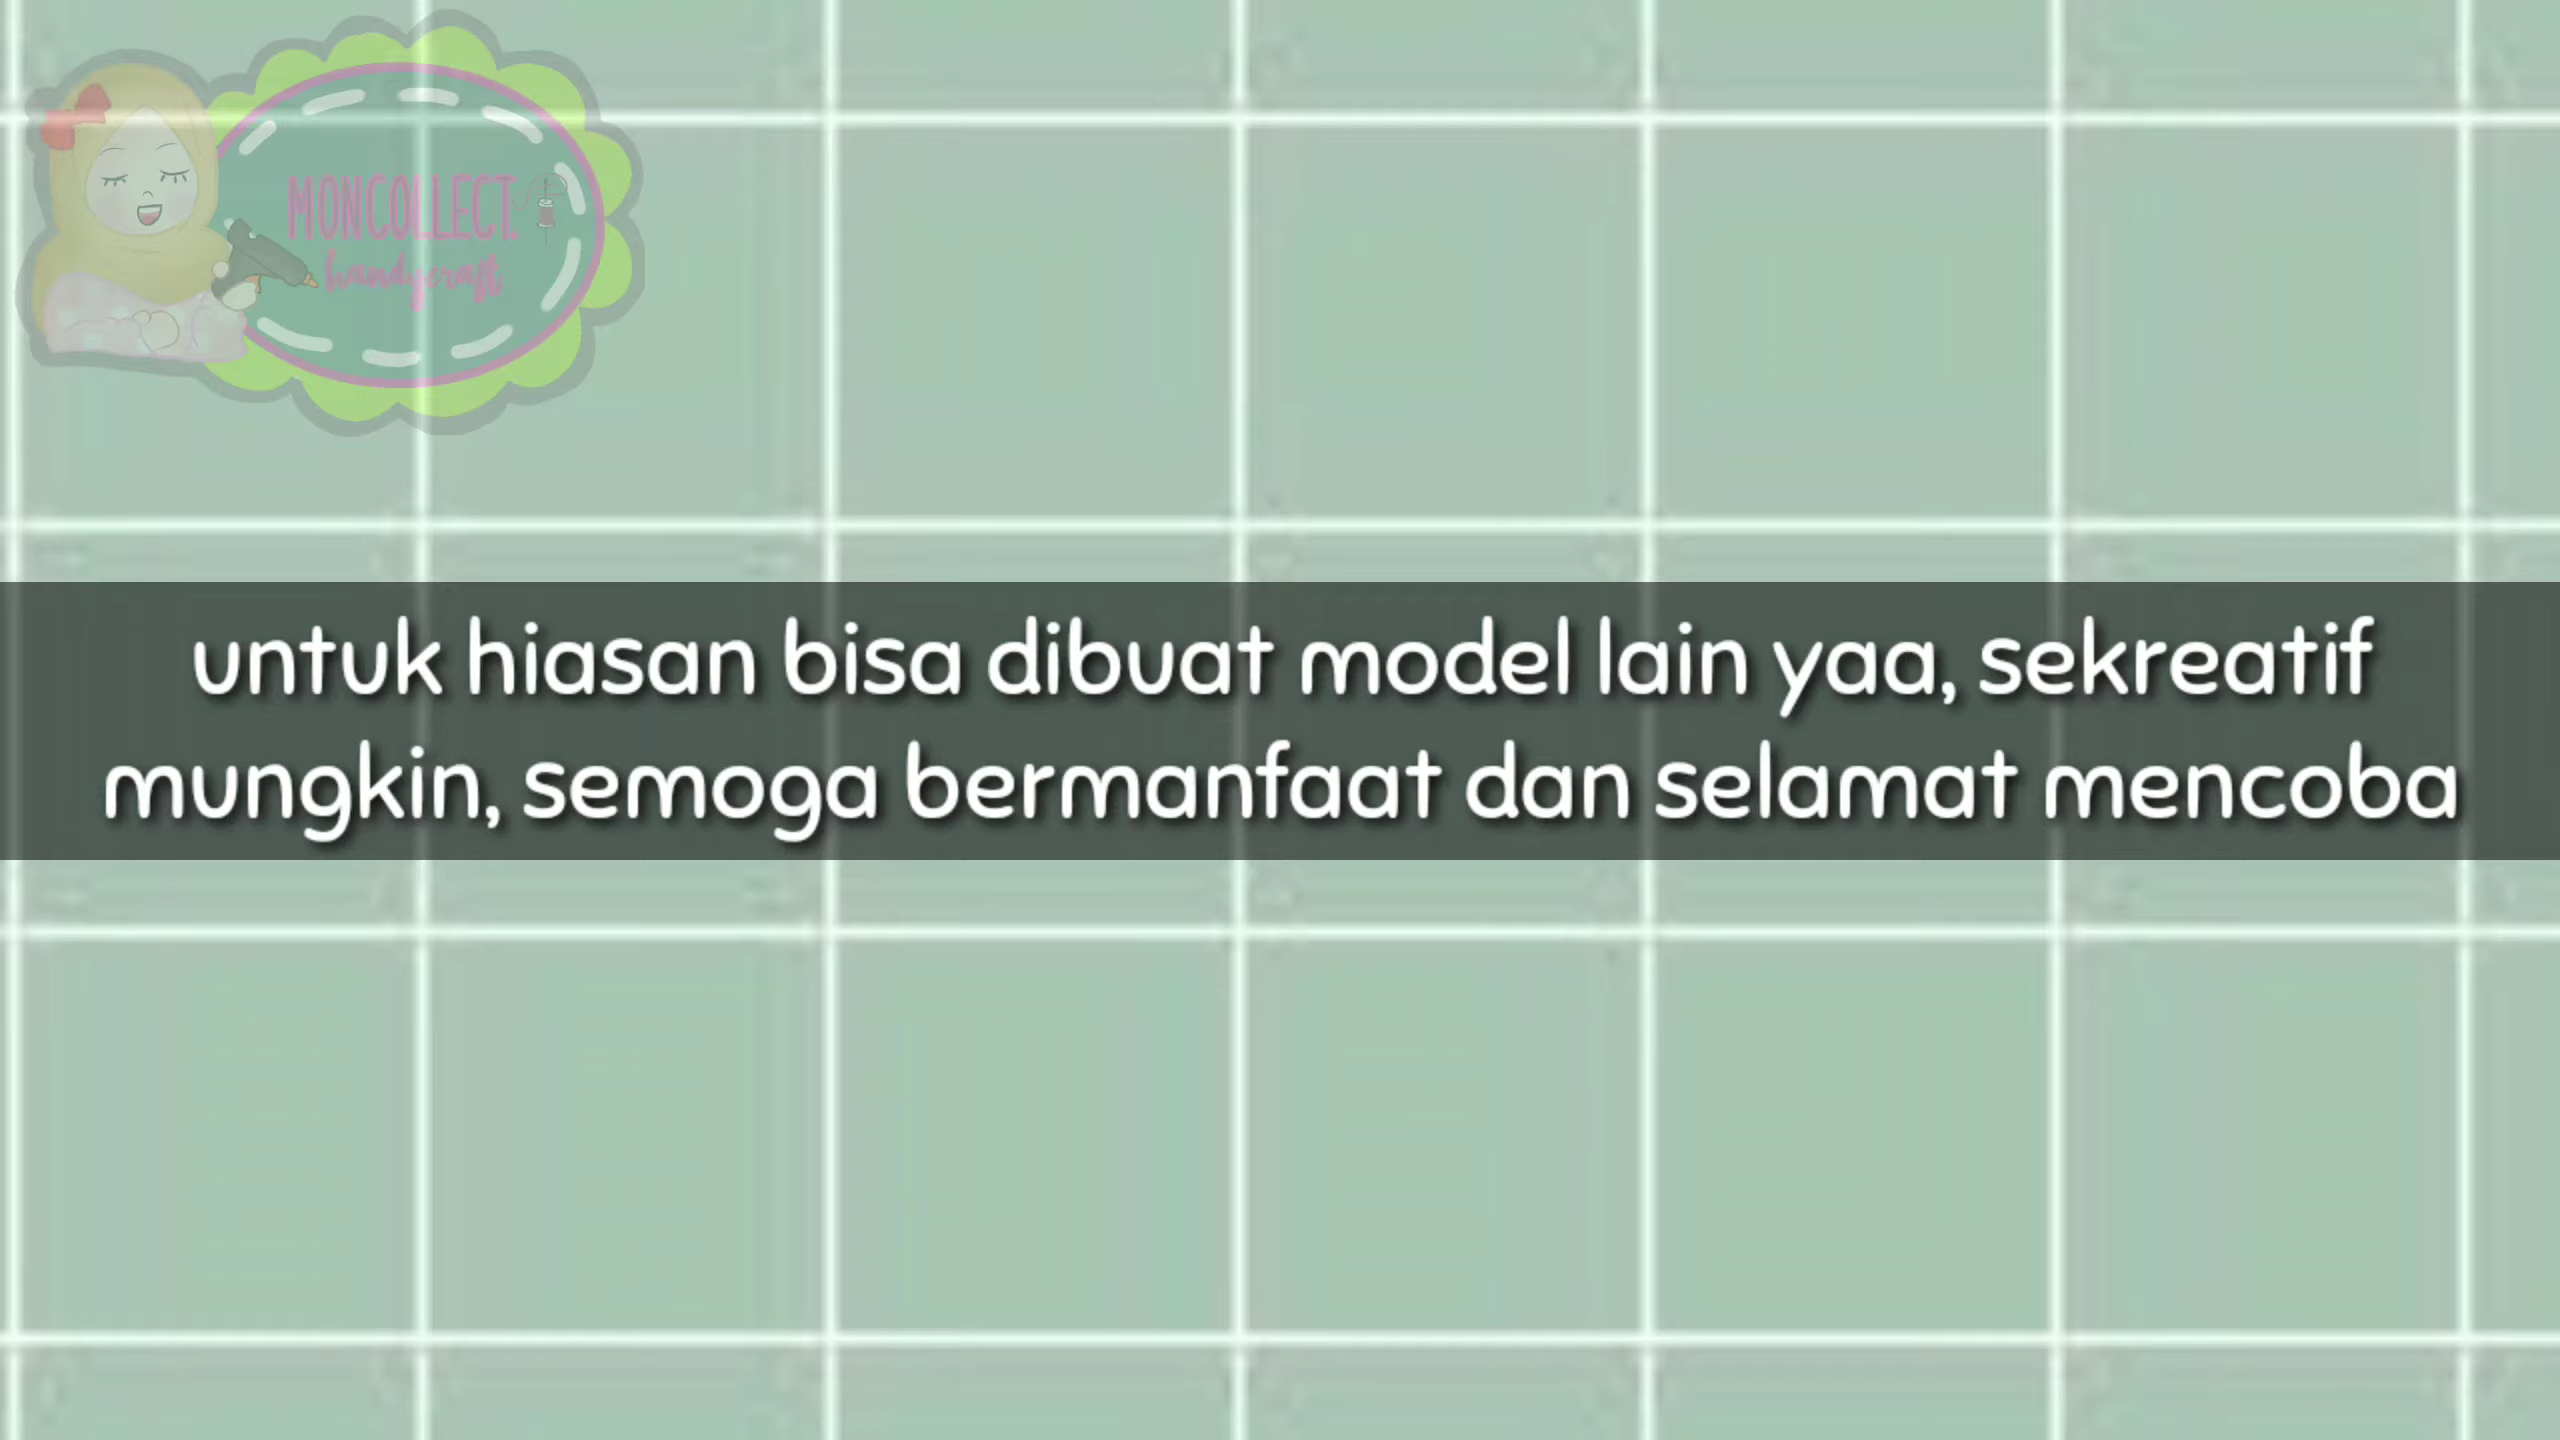 MONCOLLECT.
handycraft
untuk hiasan bisa dibuat model lain yaa, sekreatif
mungkin, semoga bermanfaat dan selamat mencoba